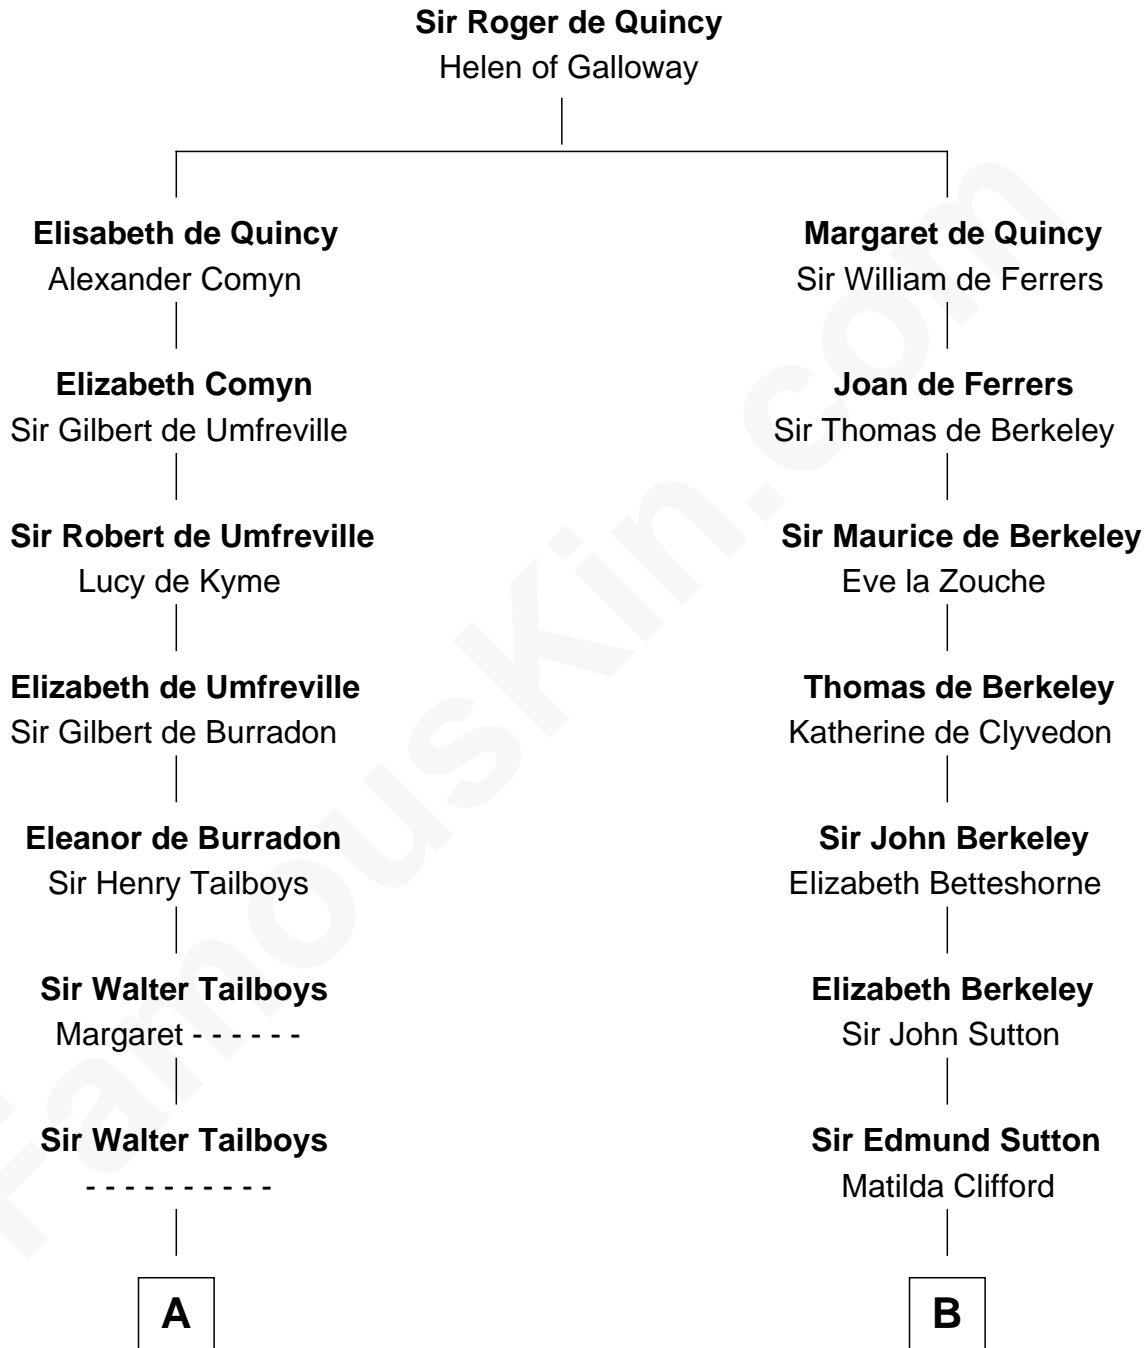 Sir Roger de Quincy
Helen of Galloway
Elisabeth de Quincy
Alexander Comyn
Margaret de Quincy
Sir William de Ferrers
Elizabeth Comyn
Sir Gilbert de Umfreville
Joan de Ferrers
Sir Thomas de Berkeley
Sir Robert de Umfreville
Lucy de Kyme
Sir Maurice de Berkeley
Eve la Zouche
Elizabeth de Umfreville
Sir Gilbert de Burradon
Thomas de Berkeley
Katherine de Clyvedon
Eleanor de Burradon
Sir Henry Tailboys
Sir John Berkeley
Elizabeth Betteshorne
Sir Walter Tailboys
Margaret - - - - - -
Elizabeth Berkeley
Sir John Sutton
Sir Walter Tailboys
- - - - - - - - - -
Sir Edmund Sutton
Matilda Clifford
A
B
FamousKin.com